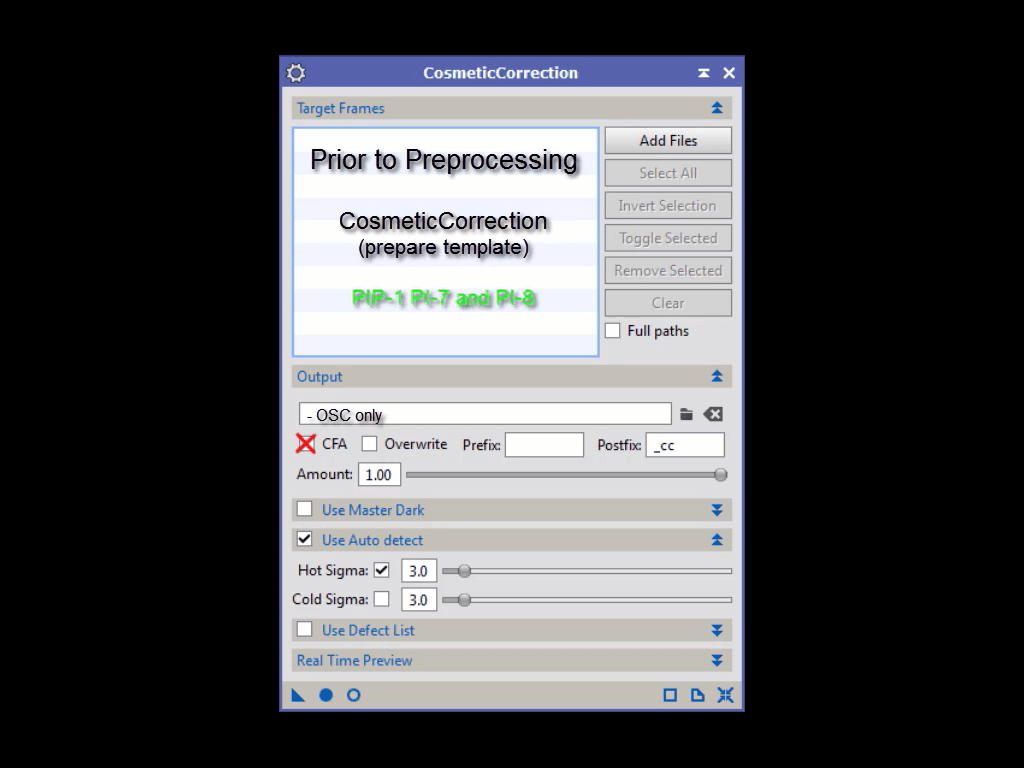 CosmeticCorrection
Target Frames
Prior to Preprocessing
CosmeticCorrection
(prepare template)
PIP-1 PI-7 and PI-8
Add Files
Select All
Invert Selection
Toggle Selected
Remove Selected
Clear
Full paths
Output
- OSC only
CFA Overwrite Prefix: Postfix: _cc
Amount: 1.00
Use Master Dark
Use Auto detect
Hot Sigma: 3.0
Cold Sigma: 3.0
Use Defect List
Real Time Preview